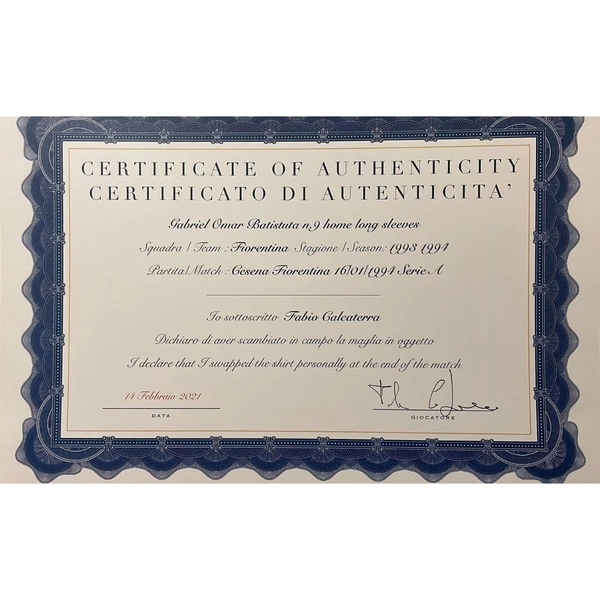 CERTIFICATE OF AUTHENTICITY
CERTIFICATO DI AUTENTICITA'
Gabriel Omar Batistuta n.9 home long sleeves
Squadra / Team : Fiorentina Stagione / Season: 1993 1994
Partita/Match : Cesena Fiorentina 16/01/1994 Serie A
Io sottoscritto Fabio Calcaterra
Dichiaro di aver scambiato in campo la maglia in oggetto
I declare that I swapped the shirt personally at the end of the match
14 Febbraio 2021
DATA
GIOCATORE